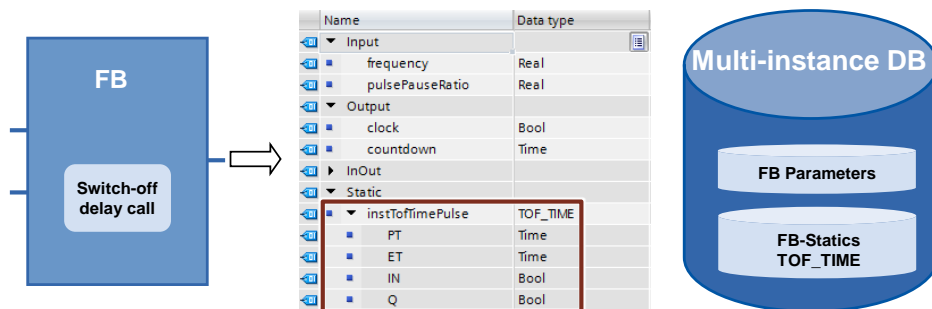 FB
Switch-off
delay call
Name Data type
Input
frequency Real
pulsePauseRatio Real
Output
clock Bool
countdown Time
InOut
Static
instTofTimePulse TOF_TIME
PT Time
ET Time
IN Bool
Q Bool
Multi-instance DB
FB Parameters
FB-Statics
TOF_TIME